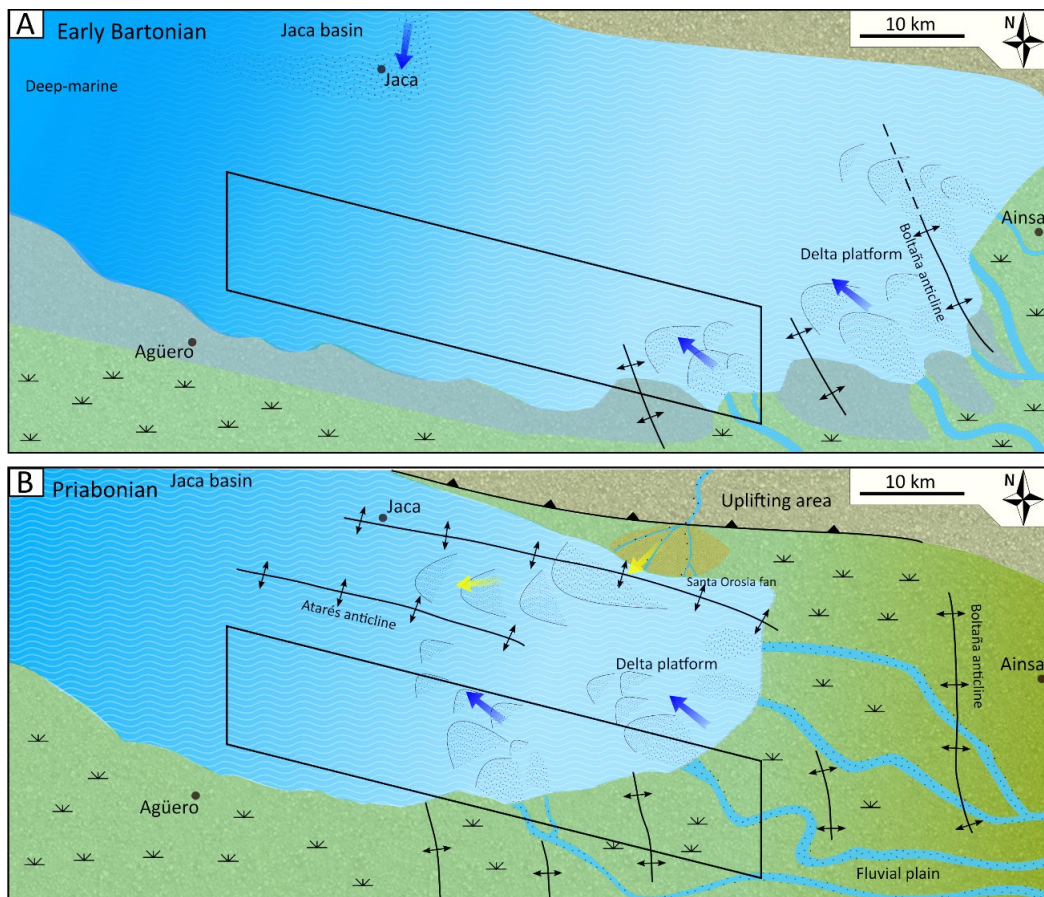 A
Early Bartonian
Jaca basin
10 km
N
Deep-marine
Jaca
Ainsa
Boltaña anticline
Delta platform
Agüero
B
Priabonian
Jaca basin
10 km
N
Jaca
Uplifting area
Santa Orosia fan
Atarés anticline
Boltaña anticline
Delta platform
Ainsa
Agüero
Fluvial plain